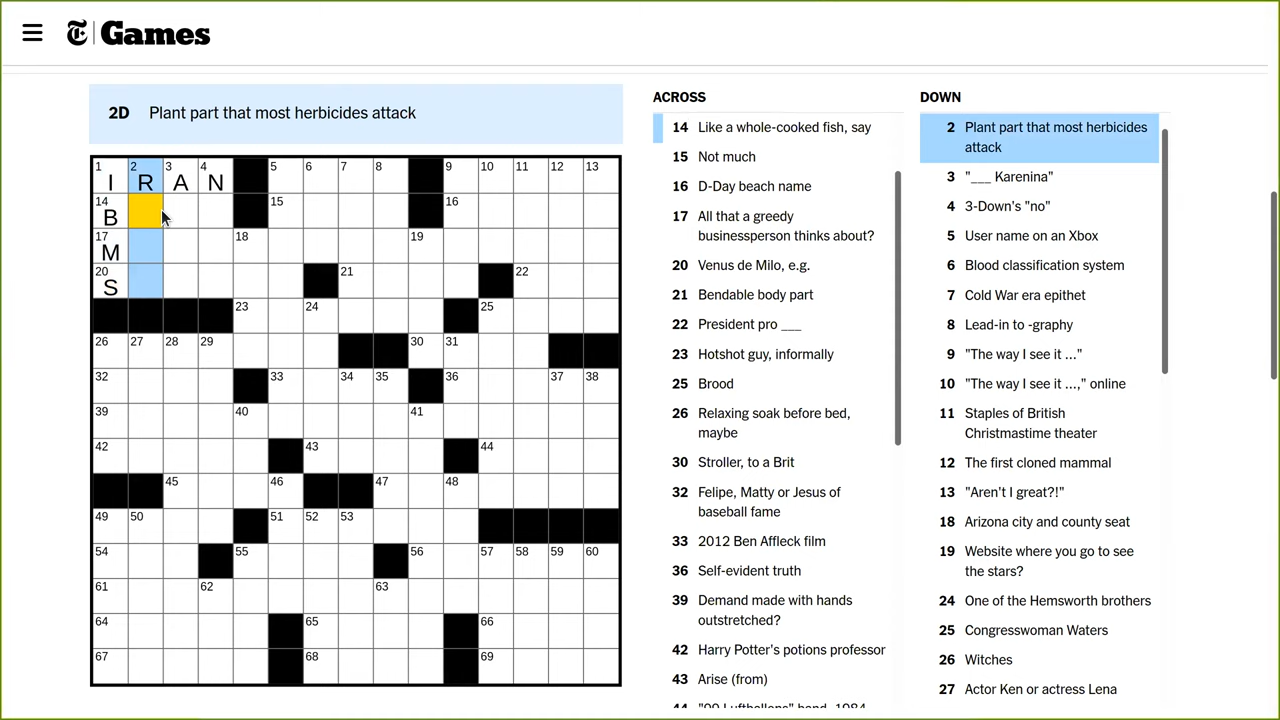 Games
2D Plant part that most herbicides attack
1 2 3 4 5 6 7 8 9 10 11 12 13
I R A N
14 15 16
B
17 18 19
M
20 21 22
S
23 24 25
26 27 28 29 30 31
32 33 34 35 36 37 38
39 40 41
42 43 44
45 46 47 48
49 50 51 52 53
54 55 56 57 58 59 60
61 62 63
64 65 66
67 68 69
ACROSS
14 Like a whole-cooked fish, say
15 Not much
16 D-Day beach name
17 All that a greedy
businessperson thinks about?
20 Venus de Milo, e.g.
21 Bendable body part
22 President pro ___
23 Hotshot guy, informally
25 Brood
26 Relaxing soak before bed,
maybe
30 Stroller, to a Brit
32 Felipe, Matty or Jesus of
baseball fame
33 2012 Ben Affleck film
36 Self-evident truth
39 Demand made with hands
outstretched?
42 Harry Potter's potions professor
43 Arise (from)
44 "99 Luftballons" band, 1984
DOWN
2 Plant part that most herbicides
attack
3 "___ Karenina"
4 3-Down's "no"
5 User name on an Xbox
6 Blood classification system
7 Cold War era epithet
8 Lead-in to -graphy
9 "The way I see it ..."
10 "The way I see it ...," online
11 Staples of British
Christmastime theater
12 The first cloned mammal
13 "Aren't I great?!"
18 Arizona city and county seat
19 Website where you go to see
the stars?
24 One of the Hemsworth brothers
25 Congresswoman Waters
26 Witches
27 Actor Ken or actress Lena